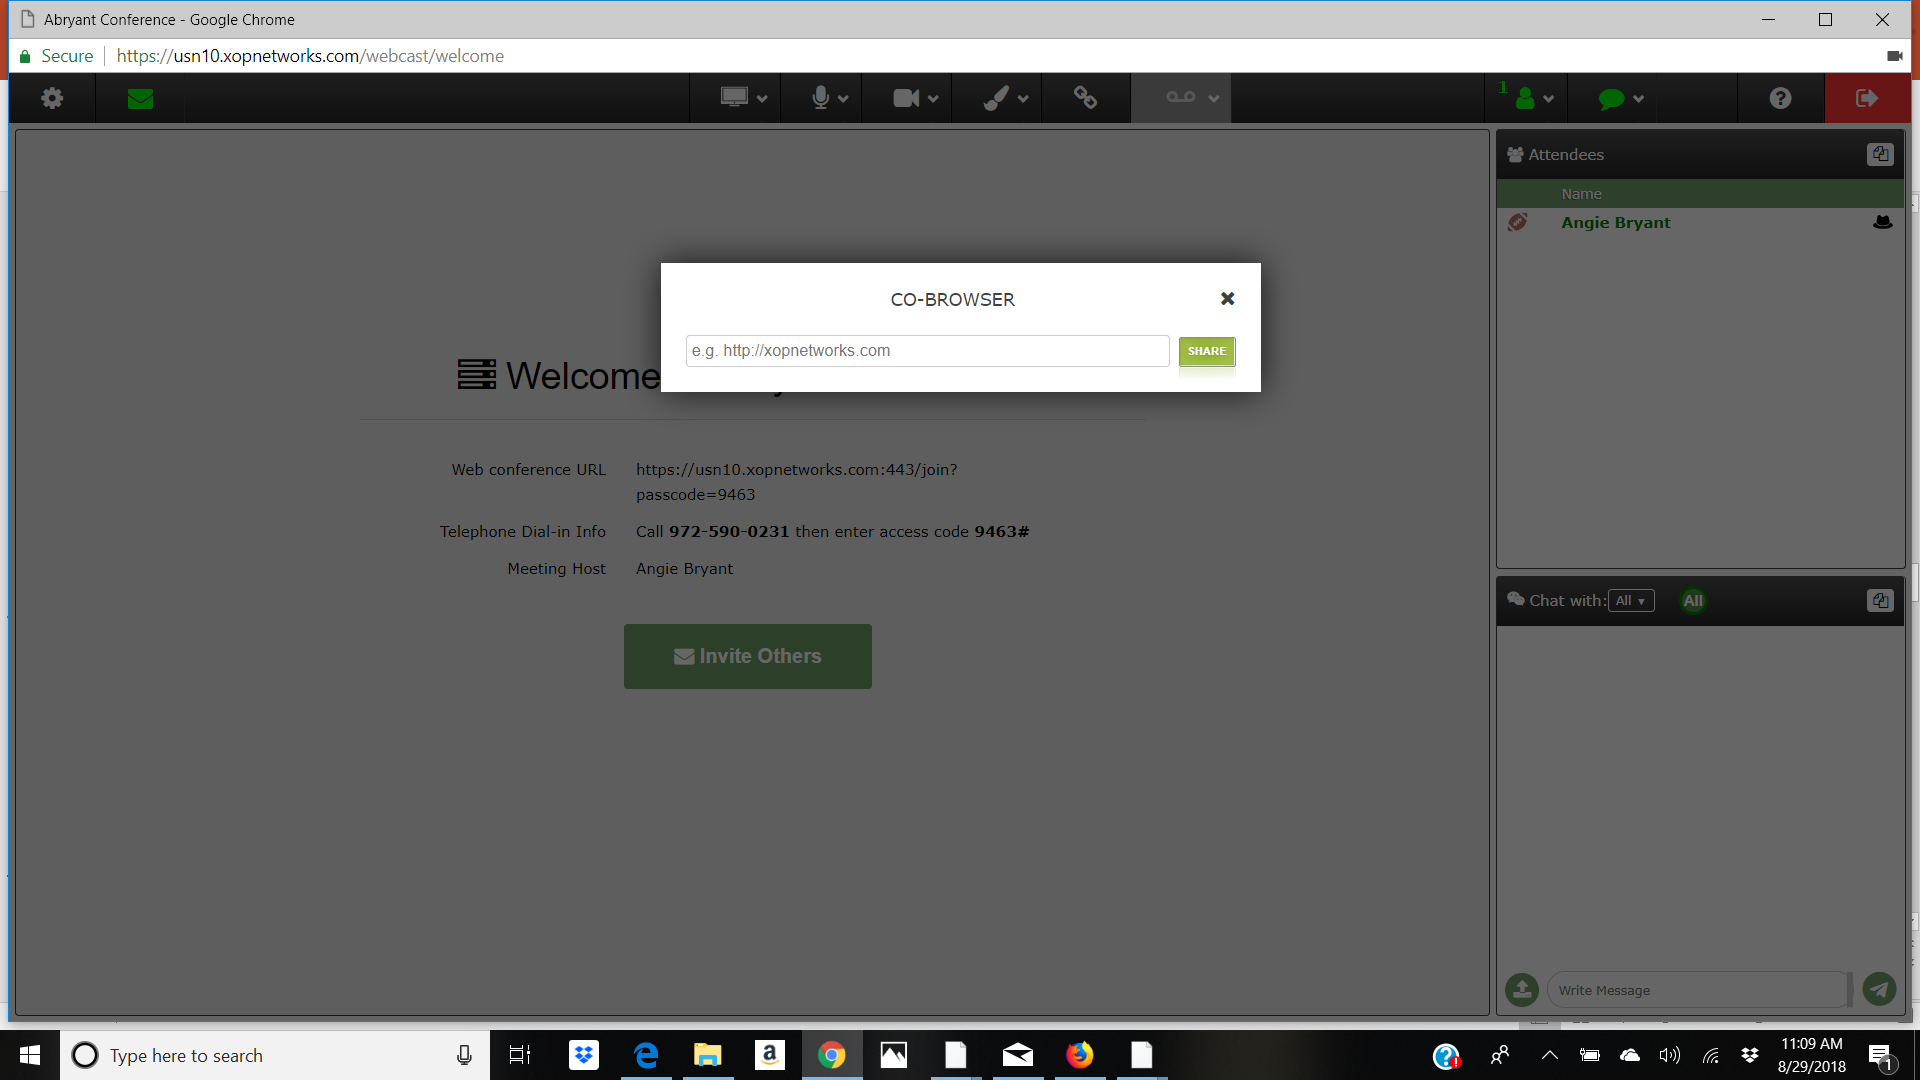 Abryant Conference - Google Chrome
Secure https://usn10.xopnetworks.com/webcast/welcome
1
Attendees
Name
Angie Bryant
CO-BROWSER
e.g. http://xopnetworks.com SHARE
Welcome
Web conference URL https://usn10.xopnetworks.com:443/join?
passcode=9463
Telephone Dial-in Info Call 972-590-0231 then enter access code 9463#
Meeting Host Angie Bryant
Invite Others
Chat with: All All
Write Message
Type here to search
11:09 AM
8/29/2018
1